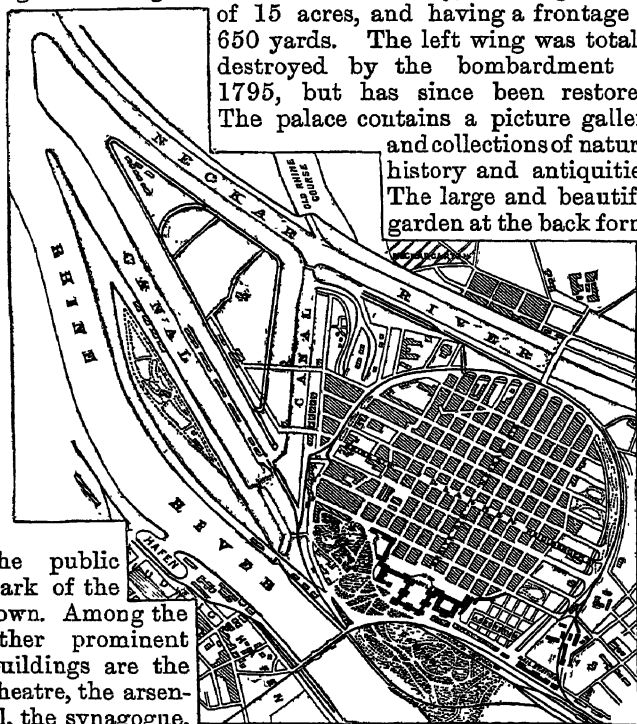 of 15 acres, and having a frontage
650 yards. The left wing was total
destroyed by the bombardment
1795, but has since been restore
The palace contains a picture galle
and collections of natur
history and antiquitie
The large and beautif
garden at the back forr
NECKAR
OLD RHINE
COURSE
RHINE
CANAL
RIVER
CANAL
RIVER
HAFEN
he public
ark of the
own. Among the
ther prominent
uildings are the
heatre, the arsen-
l, the synagogue,